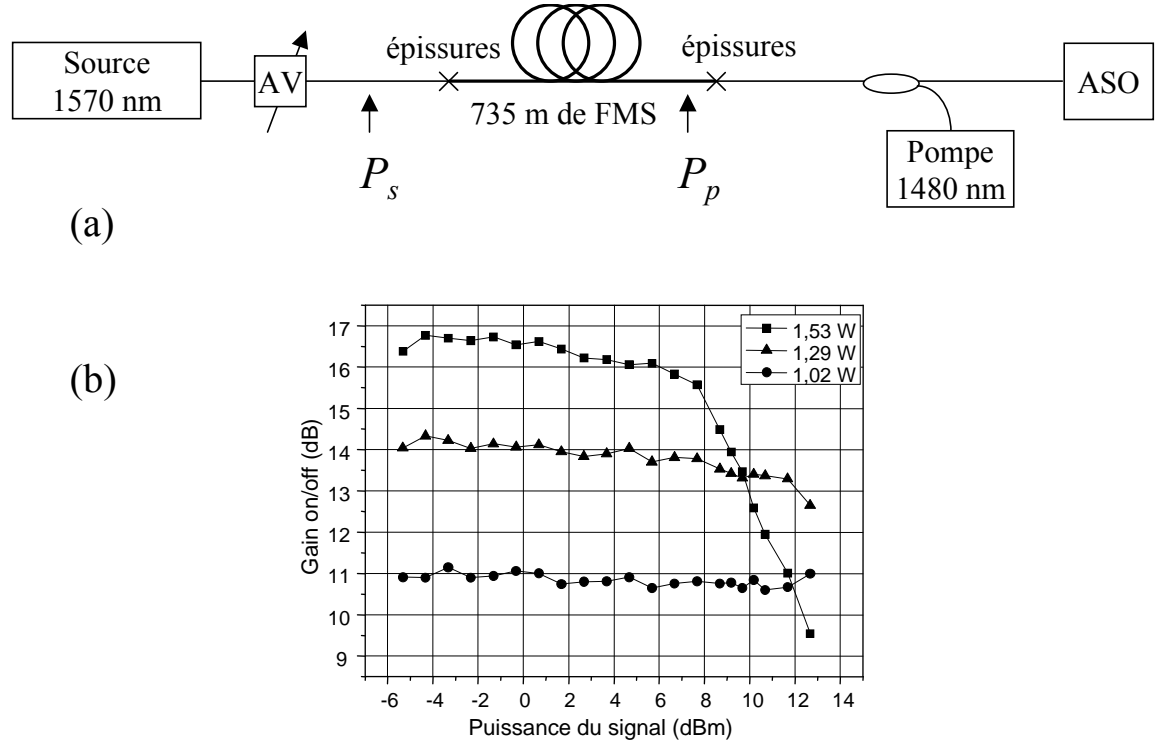 Source
1570 nm
AV
épissures
735 m de FMS
épissures
ASO
Pompe
1480 nm
P_s
P_p
(a)
(b)
Gain on/off (dB)
17
16
15
14
13
12
11
10
9
1,53 W
1,29 W
1,02 W
-6 -4 -2 0 2 4 6 8 10 12 14
Puissance du signal (dBm)